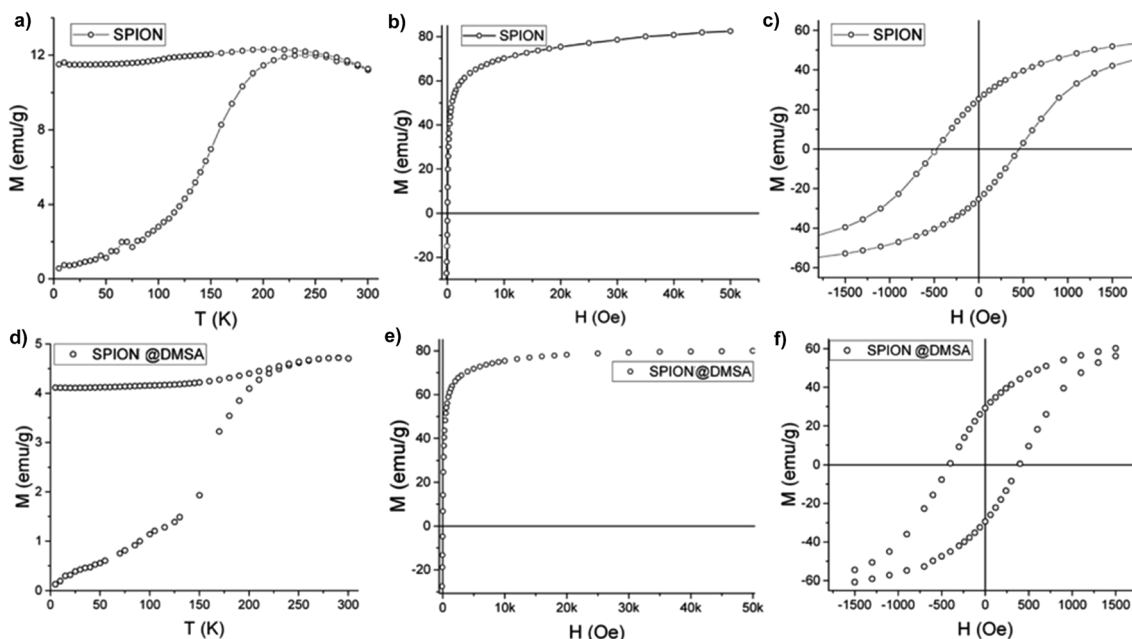 a)
SPION
M (emu/g)
12
8
4
0
0 50 100 150 200 250 300
T (K)
b)
SPION
M (emu/g)
80
60
40
20
0
-20
0 10k 20k 30k 40k 50k
H (Oe)
c)
SPION
M (emu/g)
60
40
20
0
-20
-40
-60
-1500 -1000 -500 0 500 1000 1500
H (Oe)
d)
SPION @DMSA
M (emu/g)
5
4
3
2
1
0
0 50 100 150 200 250 300
T (K)
e)
SPION@DMSA
M (emu/g)
80
60
40
20
0
-20
0 10k 20k 30k 40k 50k
H (Oe)
f)
SPION @DMSA
M (emu/g)
60
40
20
0
-20
-40
-60
-1500 -1000 -500 0 500 1000 1500
H (Oe)